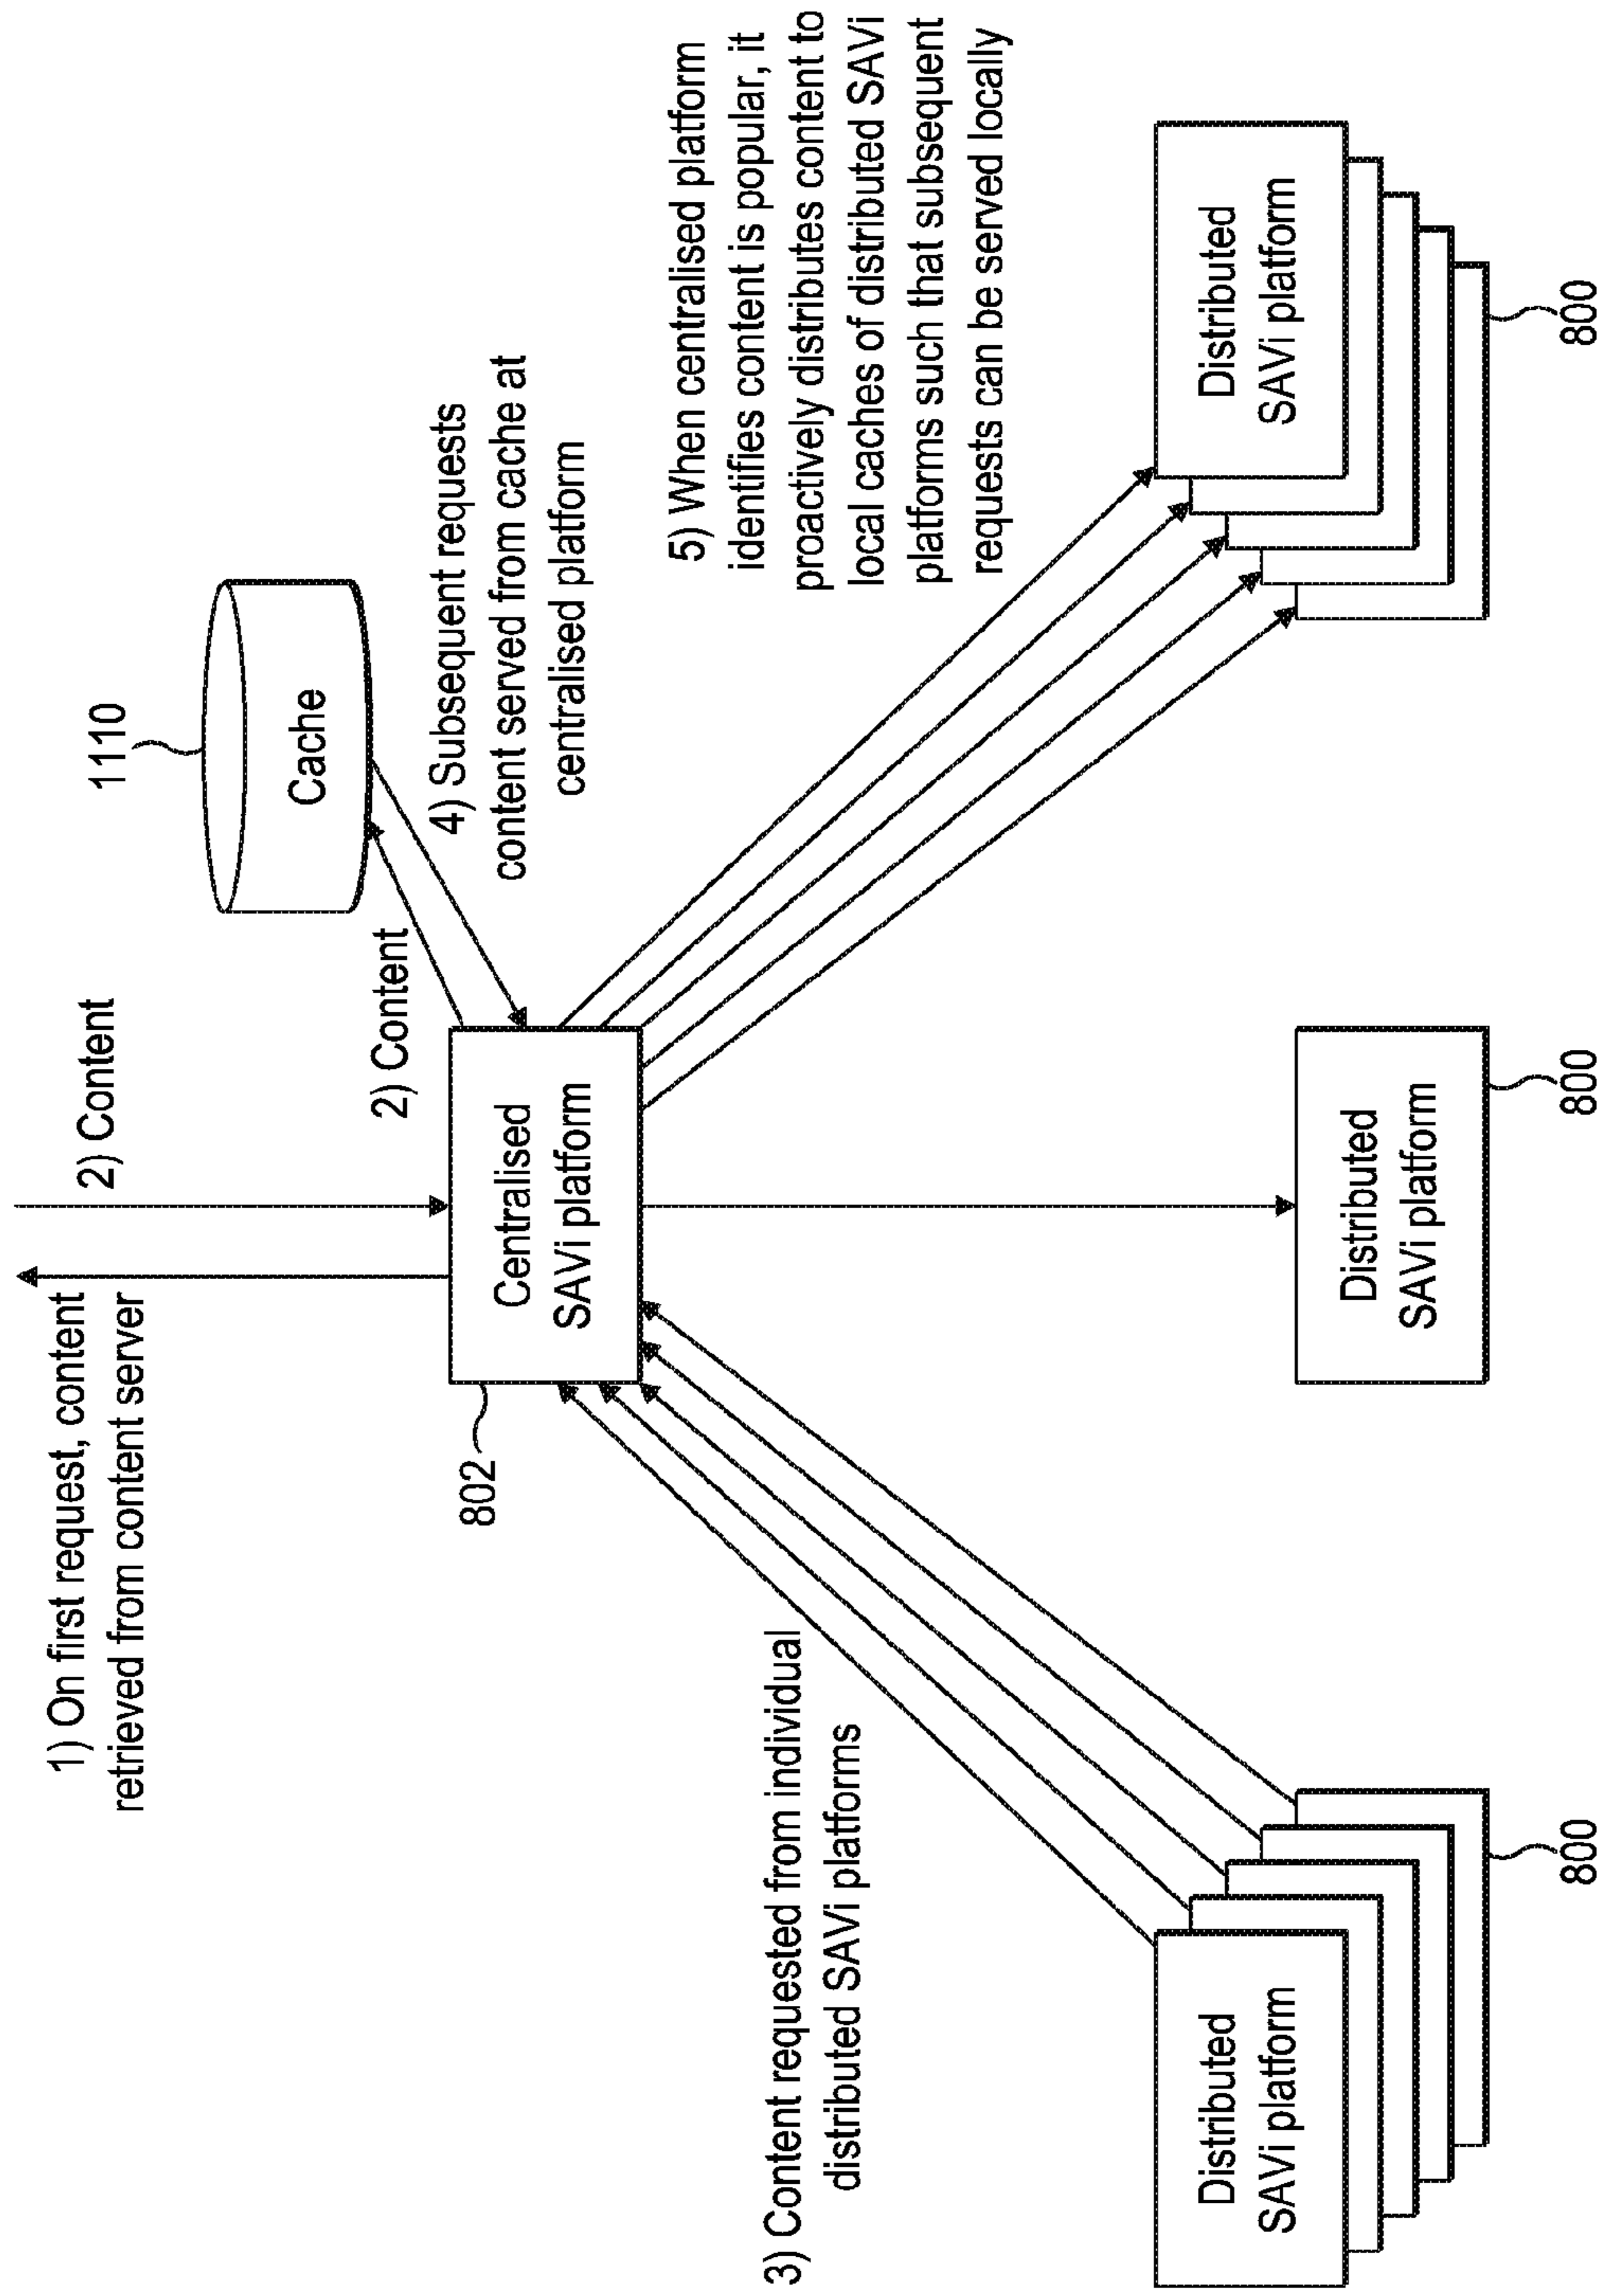 1) On first request, content
retrieved from content server
2) Content
1110
Cache
2) Content
4) Subsequent requests
content served from cache at
centralised platform
802
Centralised
SAVi platform
3) Content requested from individual
distributed SAVi platforms
5) When centralised platform
identifies content is popular, it
proactively distributes content to
local caches of distributed SAVi
platforms such that subsequent
requests can be served locally
Distributed
SAVi platform
800
Distributed
SAVi platform
800
Distributed
SAVi platform
800